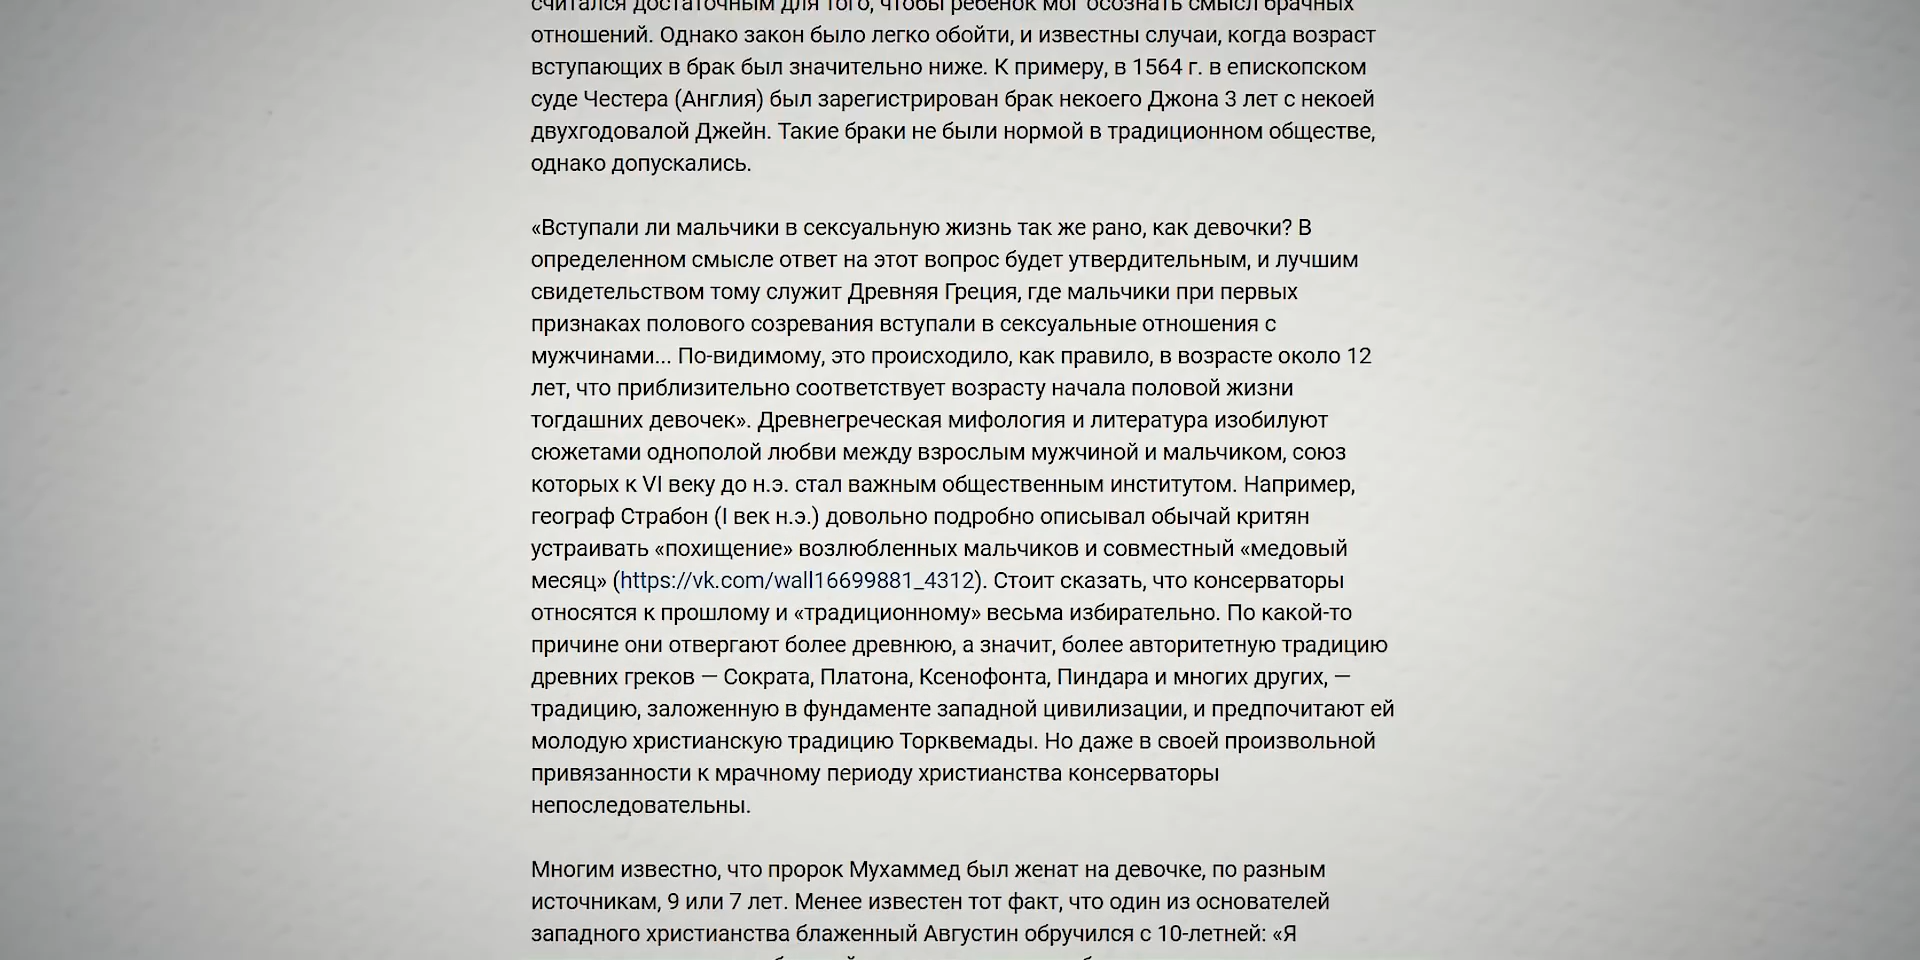 считался достаточным для того, чтобы ребенок мог осознать смысл брачных
отношений. Однако закон было легко обойти, и известны случаи, когда возраст
вступающих в брак был значительно ниже. К примеру, в 1564 г. в епископском
суде Честера (Англия) был зарегистрирован брак некоего Джона 3 лет с некоей
двухгодовалой Джейн. Такие браки не были нормой в традиционном обществе,
однако допускались.
«Вступали ли мальчики в сексуальную жизнь так же рано, как девочки? В
определенном смысле ответ на этот вопрос будет утвердительным, и лучшим
свидетельством тому служит Древняя Греция, где мальчики при первых
признаках полового созревания вступали в сексуальные отношения с
мужчинами... По-видимому, это происходило, как правило, в возрасте около 12
лет, что приблизительно соответствует возрасту начала половой жизни
тогдашних девочек». Древнегреческая мифология и литература изобилуют
сюжетами однополой любви между взрослым мужчиной и мальчиком, союз
которых к VI веку до н.э. стал важным общественным институтом. Например,
географ Страбон (I век н.э.) довольно подробно описывал обычай критян
устраивать «похищение» возлюбленных мальчиков и совместный «медовый
месяц» (https://vk.com/wall16699881_4312). Стоит сказать, что консерваторы
относятся к прошлому и «традиционному» весьма избирательно. По какой-то
причине они отвергают более древнюю, а значит, более авторитетную традицию
древних греков — Сократа, Платона, Ксенофонта, Пиндара и многих других, —
традицию, заложенную в фундаменте западной цивилизации, и предпочитают ей
молодую христианскую традицию Торквемады. Но даже в своей произвольной
привязанности к мрачному периоду христианства консерваторы
непоследовательны.
Многим известно, что пророк Мухаммед был женат на девочке, по разным
источникам, 9 или 7 лет. Менее известен тот факт, что один из основателей
западного христианства блаженный Августин обручился с 10-летней: «Я